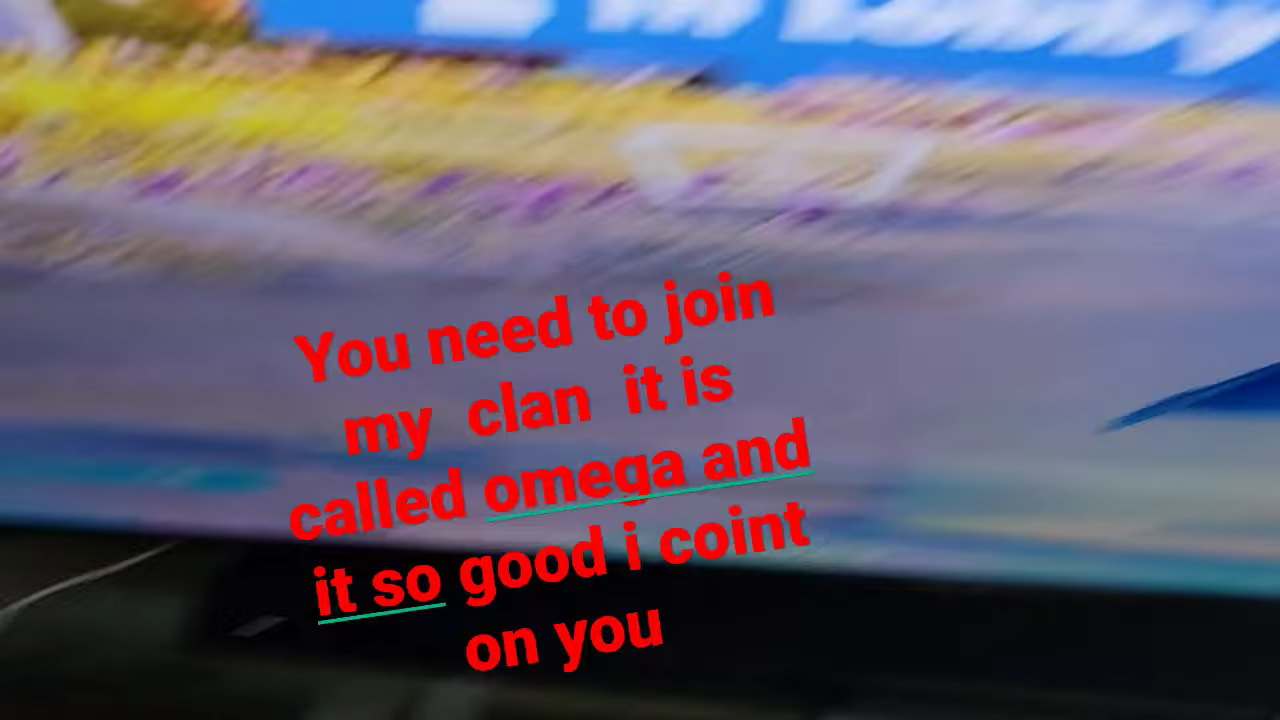 You need to join
my clan it is
called omega and
it so good i coint
on you